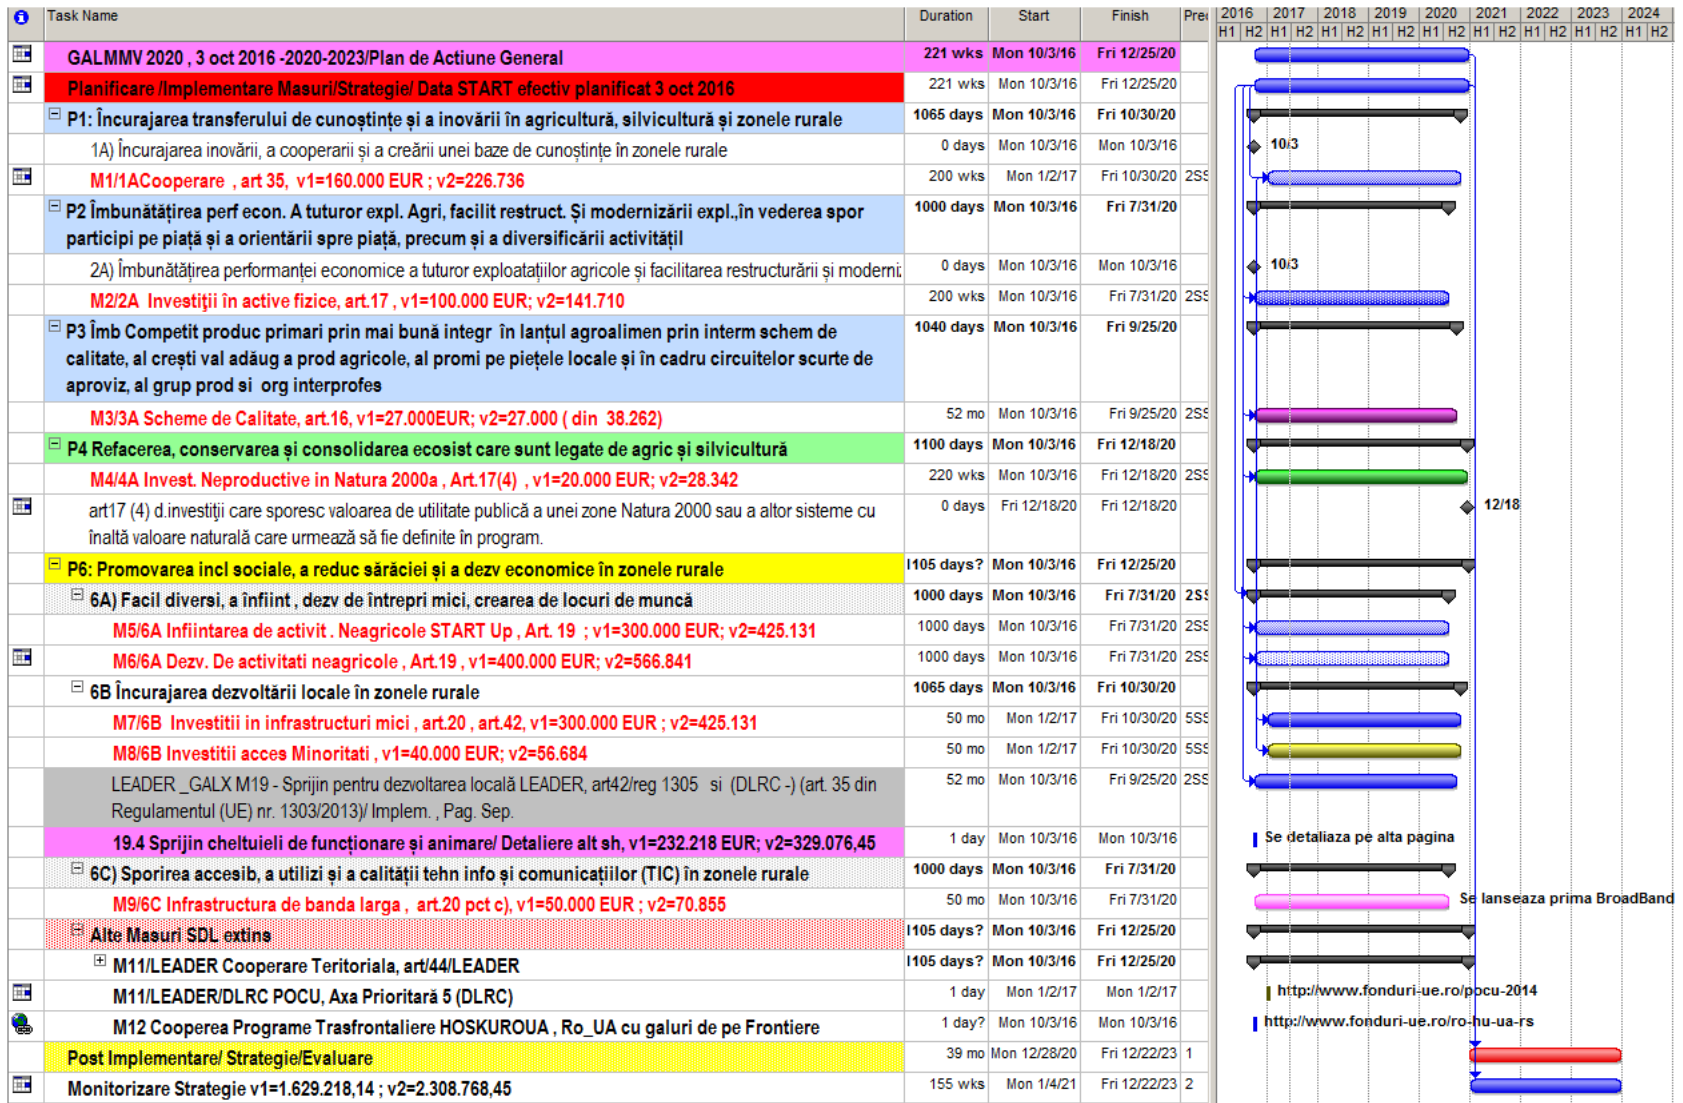 Task Name Duration Start Finish Pre 2016 2017 2018 2019 2020 2021 2022 2023 2024
H1 H2 H1 H2 H1 H2 H1 H2 H1 H2 H1 H2 H1 H2 H1 H2 H1 H2
GALMMV 2020 , 3 oct 2016 -2020-2023/Plan de Actiune General 221 wks Mon 10/3/16 Fri 12/25/20
Planificare /Implementare Masuri/Strategie/ Data START efectiv planificat 3 oct 2016 221 wks Mon 10/3/16 Fri 12/25/20
P1: Încurajarea transferului de cunoștințe și a inovării în agricultură, silvicultură și zonele rurale 1065 days Mon 10/3/16 Fri 10/30/20
1A) Încurajarea inovării, a cooperarii și a creării unei baze de cunoștințe în zonele rurale 0 days Mon 10/3/16 Mon 10/3/16 10/3
M1/1ACooperare , art 35, v1=160.000 EUR ; v2=226.736 200 wks Mon 1/2/17 Fri 10/30/20 2SS
P2 Îmbunătățirea perf econ. A tuturor expl. Agri, facilit restruct. Și modernizării expl.,în vederea spor 1000 days Mon 10/3/16 Fri 7/31/20
participi pe piață și a orientării spre piață, precum și a diversificării activitățil
2A) Îmbunătățirea performanței economice a tuturor exploatațiilor agricole și facilitarea restructurării și moderni: 0 days Mon 10/3/16 Mon 10/3/16 10/3
M2/2A Investiții în active fizice, art.17 , v1=100.000 EUR; v2=141.710 200 wks Mon 10/3/16 Fri 7/31/20 2SS
P3 Îmb Competit produc primari prin mai bună integr în lanțul agroalimen prin interm schem de 1040 days Mon 10/3/16 Fri 9/25/20
calitate, al crești val adăug a prod agricole, al promi pe piețele locale și în cadru circuitelor scurte de
aproviz, al grup prod si org interprofes
M3/3A Scheme de Calitate, art.16, v1=27.000EUR; v2=27.000 ( din 38.262) 52 mo Mon 10/3/16 Fri 9/25/20 2SS
P4 Refacerea, conservarea și consolidarea ecosist care sunt legate de agric și silvicultură 1100 days Mon 10/3/16 Fri 12/18/20
M4/4A Invest. Neproductive in Natura 2000a , Art.17(4) , v1=20.000 EUR; v2=28.342 220 wks Mon 10/3/16 Fri 12/18/20 2SS
art17 (4) d.investiții care sporesc valoarea de utilitate publică a unei zone Natura 2000 sau a altor sisteme cu 0 days Fri 12/18/20 Fri 12/18/20 12/18
înaltă valoare naturală care urmează să fie definite în program.
P6: Promovarea incl sociale, a reduc sărăciei și a dezv economice în zonele rurale 1105 days? Mon 10/3/16 Fri 12/25/20
6A) Facil diversi, a înfiint , dezv de întrepri mici, crearea de locuri de muncă 1000 days Mon 10/3/16 Fri 7/31/20 2SS
M5/6A Infiintarea de activit . Neagricole START Up , Art. 19 ; v1=300.000 EUR; v2=425.131 1000 days Mon 10/3/16 Fri 7/31/20 2SS
M6/6A Dezv. De activitati neagricole , Art.19 , v1=400.000 EUR; v2=566.841 1000 days Mon 10/3/16 Fri 7/31/20 2SS
6B Încurajarea dezvoltării locale în zonele rurale 1065 days Mon 10/3/16 Fri 10/30/20
M7/6B Investitii in infrastructuri mici , art.20 , art.42, v1=300.000 EUR ; v2=425.131 50 mo Mon 1/2/17 Fri 10/30/20 5SS
M8/6B Investitii acces Minoritati , v1=40.000 EUR; v2=56.684 50 mo Mon 1/2/17 Fri 10/30/20 5SS
LEADER _GALX M19 - Sprijin pentru dezvoltarea locală LEADER, art42/reg 1305 si (DLRC -) (art. 35 din 52 mo Mon 10/3/16 Fri 9/25/20 2SS
Regulamentul (UE) nr. 1303/2013)/ Implem. , Pag. Sep.
19.4 Sprijin cheltuieli de funcționare și animare/ Detaliere alt sh, v1=232.218 EUR; v2=329.076,45 1 day Mon 10/3/16 Mon 10/3/16 Se detaliaza pe alta pagina
6C) Sporirea accesib, a utilizi și a calității tehn info și comunicațiilor (TIC) în zonele rurale 1000 days Mon 10/3/16 Fri 7/31/20
M9/6C Infrastructura de banda larga , art.20 pct c), v1=50.000 EUR ; v2=70.855 50 mo Mon 10/3/16 Fri 7/31/20 Se lanseaza prima BroadBand
Alte Masuri SDL extins 1105 days? Mon 10/3/16 Fri 12/25/20
M11/LEADER Cooperare Teritoriala, art/44/LEADER 1105 days? Mon 10/3/16 Fri 12/25/20
M11/LEADER/DLRC POCU, Axa Prioritară 5 (DLRC) 1 day Mon 1/2/17 Mon 1/2/17 http://www.fonduri-ue.ro/pocu-2014
M12 Cooperea Programe Trasfrontaliere HOSKUROUA , Ro_UA cu galuri de pe Frontiere 1 day? Mon 10/3/16 Mon 10/3/16 http://www.fonduri-ue.ro/ro-hu-ua-rs
Post Implementare/ Strategie/Evaluare 39 mo Mon 12/28/20 Fri 12/22/23 1
Monitorizare Strategie v1=1.629.218,14 ; v2=2.308.768,45 155 wks Mon 1/4/21 Fri 12/22/23 2